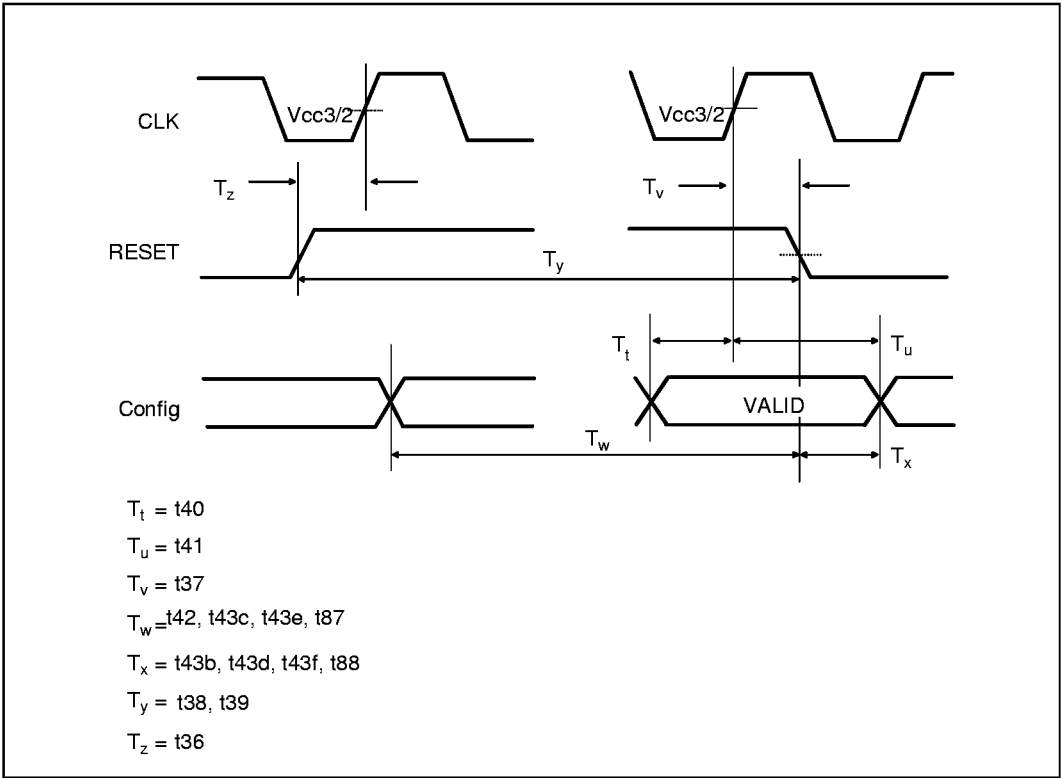 Vcc3/2 Vcc3/2
CLK
Tz Tv
RESET
Ty
Tt Tu
Config VALID
Tw Tx
Tt = t40
Tu = t41
Tv = t37
Tw = t42, t43c, t43e, t87
Tx = t43b, t43d, t43f, t88
Ty = t38, t39
Tz = t36